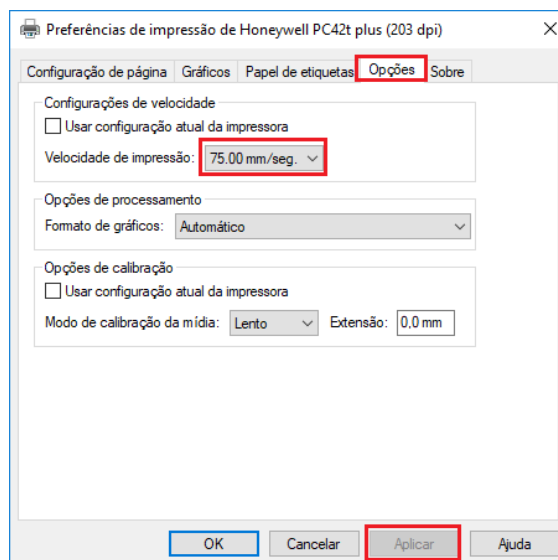 Preferências de impressão de Honeywell PC42t plus (203 dpi)
Configuração de página Gráficos Papel de etiquetas Opções Sobre
Configurações de velocidade
Usar configuração atual da impressora
Velocidade de impressão: 75.00 mm/seg.
Opções de processamento
Formato de gráficos: Automático
Opções de calibração
Usar configuração atual da impressora
Modo de calibração da mídia: Lento Extensão: 0,0 mm
OK Cancelar Aplicar Ajuda